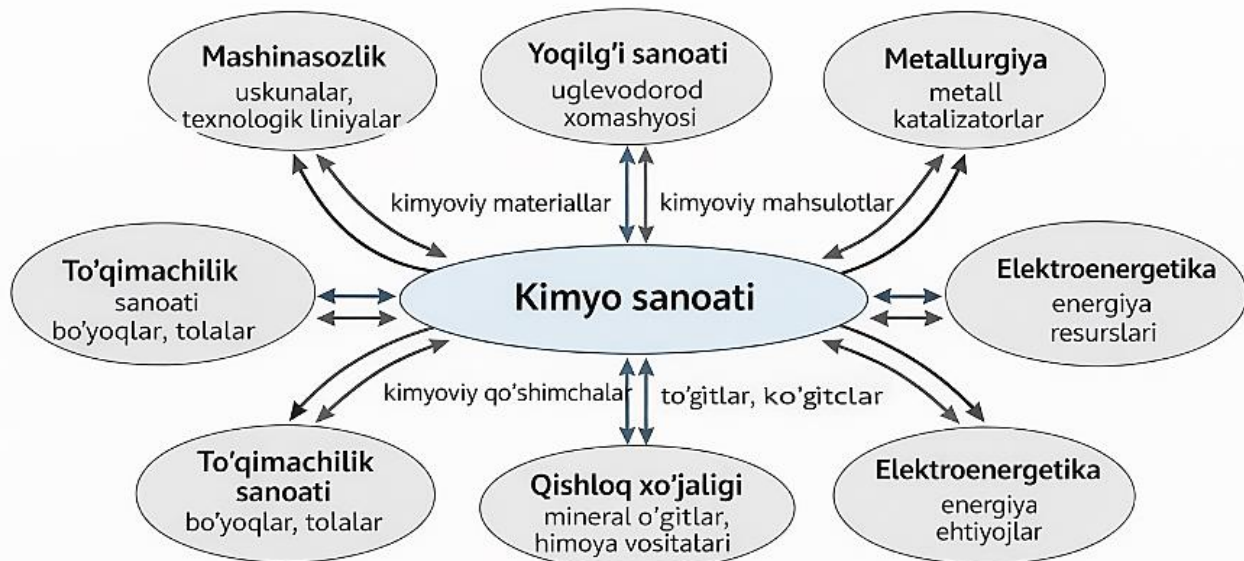 Mashinasozlik
uskunalar,
texnologik liniyalar
Yoqilg'i sanoati
uglevodorod
xomashyosi
Metallurgiya
metall
katalizatorlar
kimyoviy materiallar
kimyoviy mahsulotlar
To'qimachilik
sanoati
bo'yoqlar, tolalar
Kimyo sanoati
Elektroenergetika
energiya
resurslari
kimyoviy qo'shimchalar
to'gitlar, ko'gitclar
To'qimachilik
sanoati
bo'yoqlar, tolalar
Qishloq xo'jaligi
mineral o'gitlar,
himoya vositalari
Elektroenergetika
energiya
ehtiyojlar